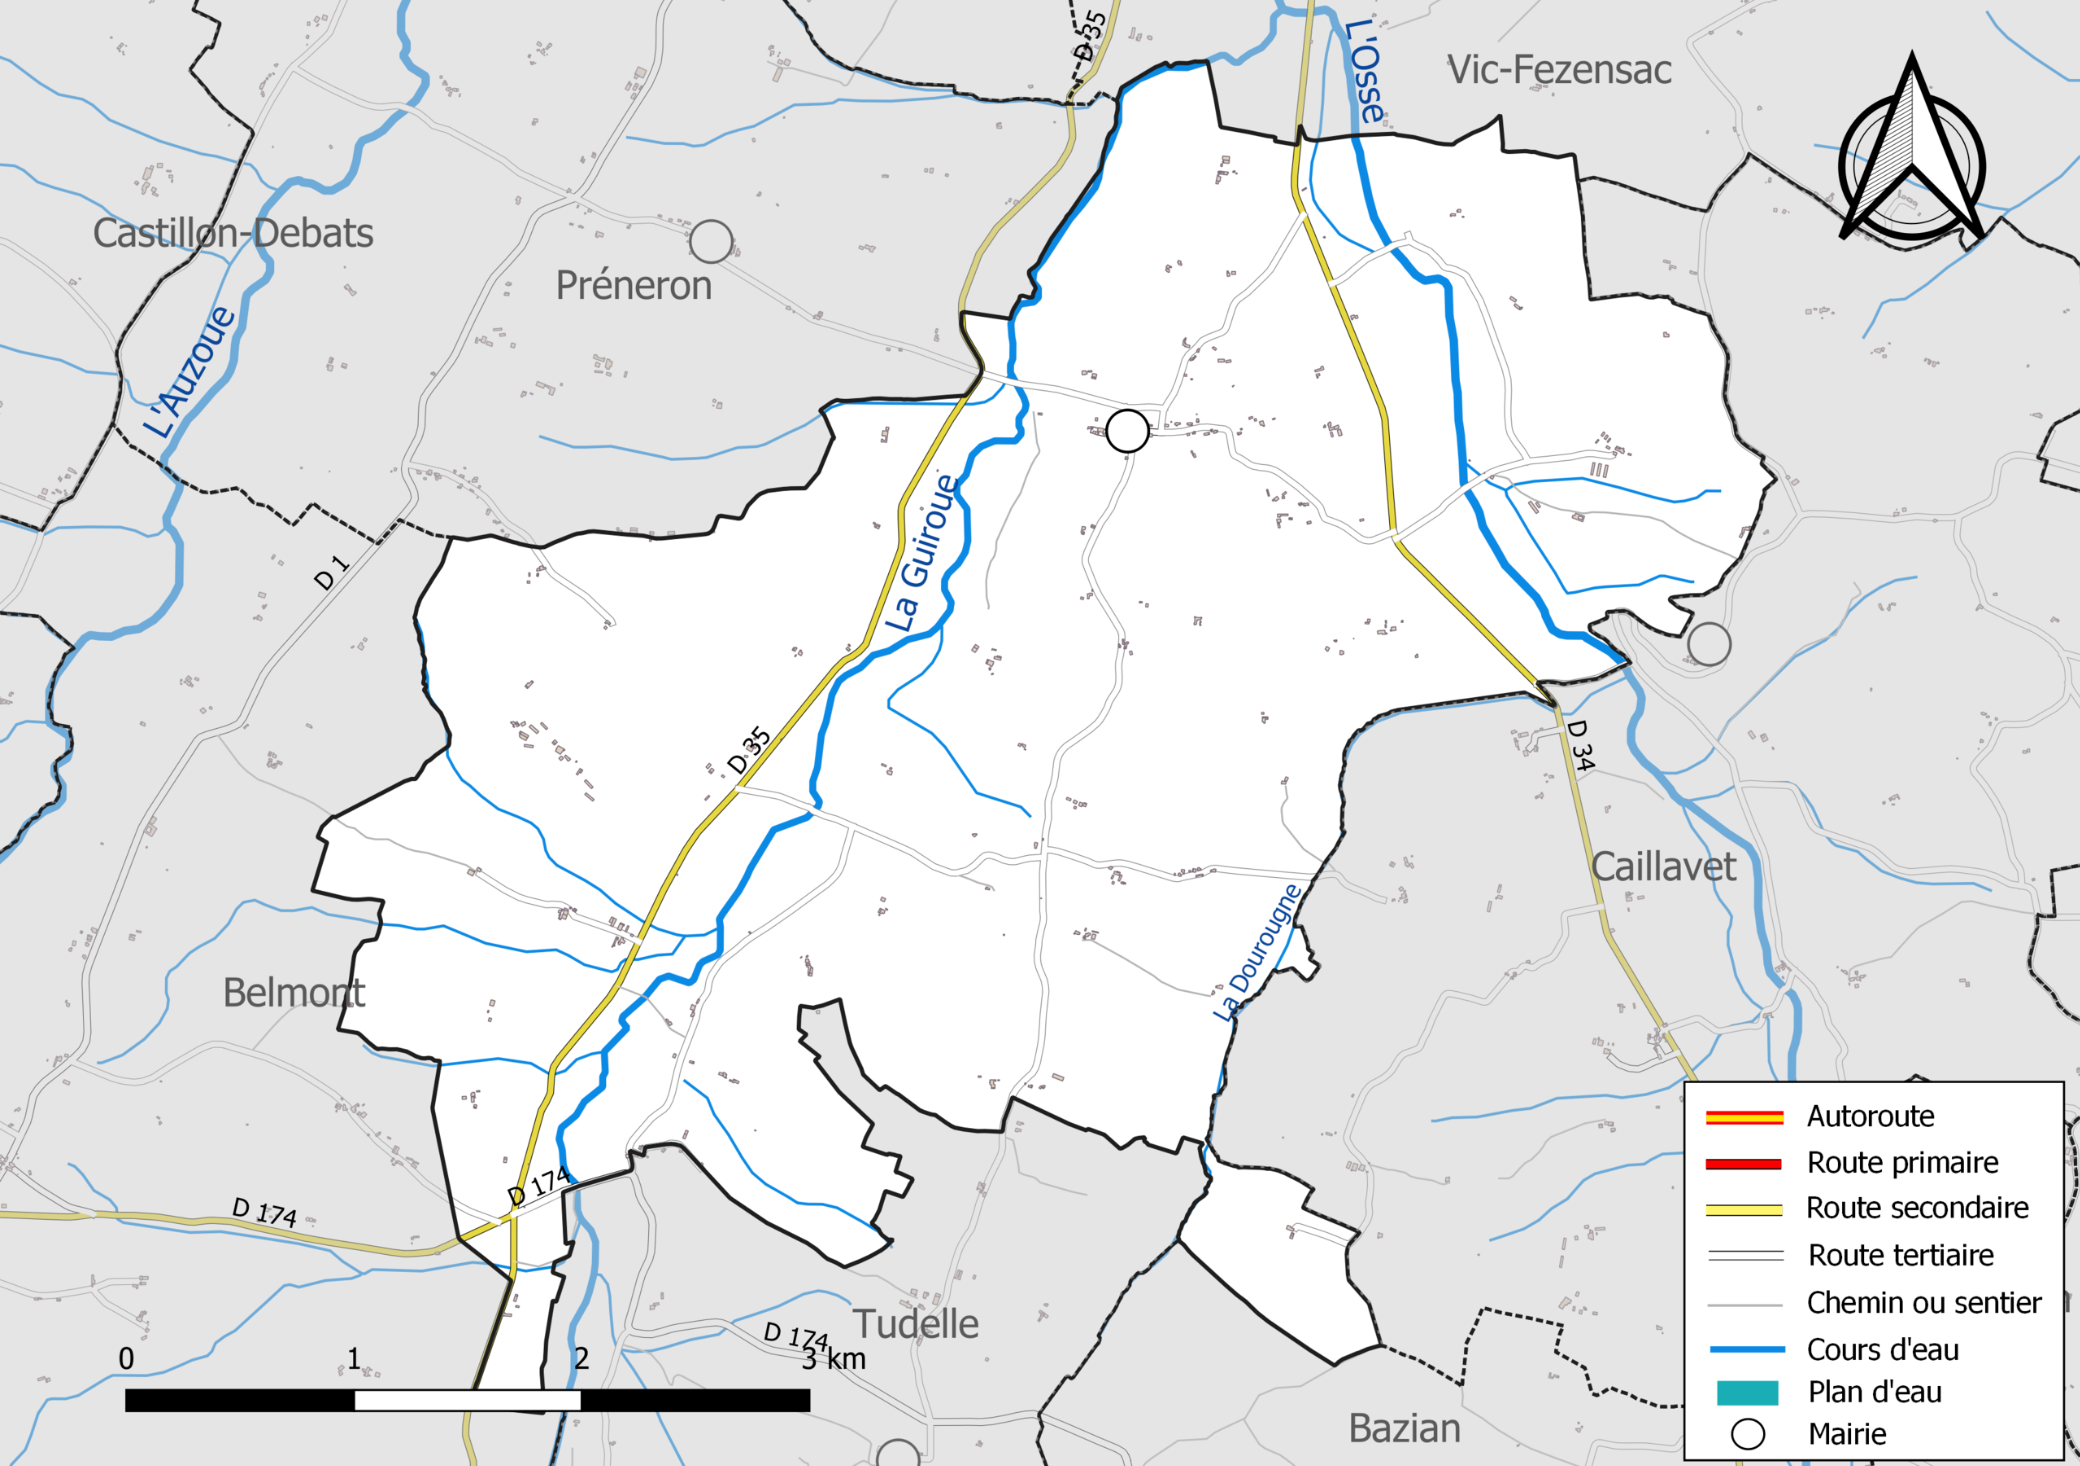 D 35
L'Osse
Vic-Fezensac
Castillon-Debats
Préneron
L'Auzoue
La Guiroue
D 1
D 35
D 34
Caillavet
La Dourougne
Belmont
D 174
D 174
Tudelle
D 174
Bazian
0 1 2 3 km
Autoroute
Route primaire
Route secondaire
Route tertiaire
Chemin ou sentier
Cours d'eau
Plan d'eau
Mairie